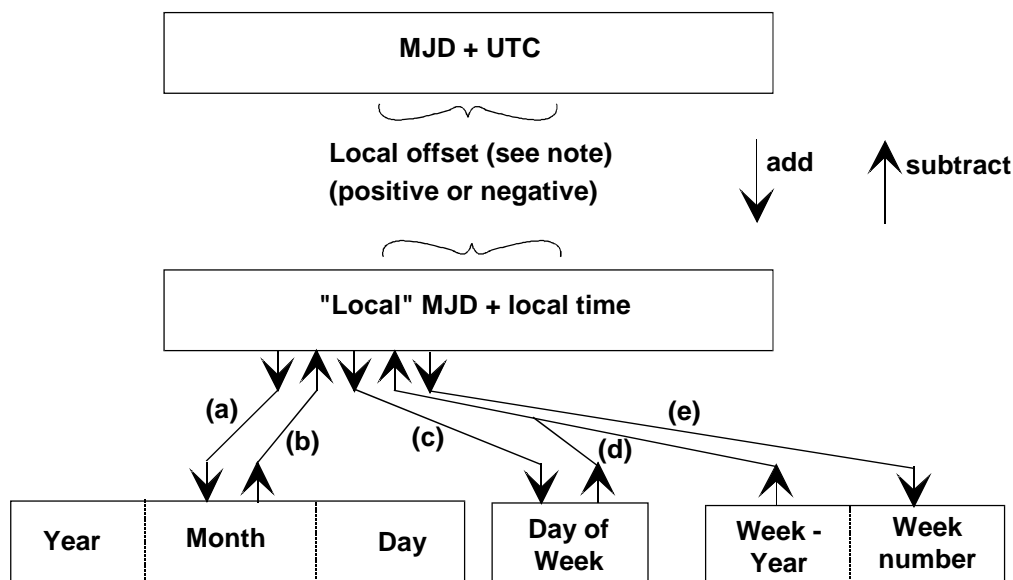 MJD + UTC
Local offset (see note)
(positive or negative)
add
subtract
"Local" MJD + local time
(a)
(b)
(c)
(d)
(e)
Year
Month
Day
Day of
Week
Week -
Year
Week
number